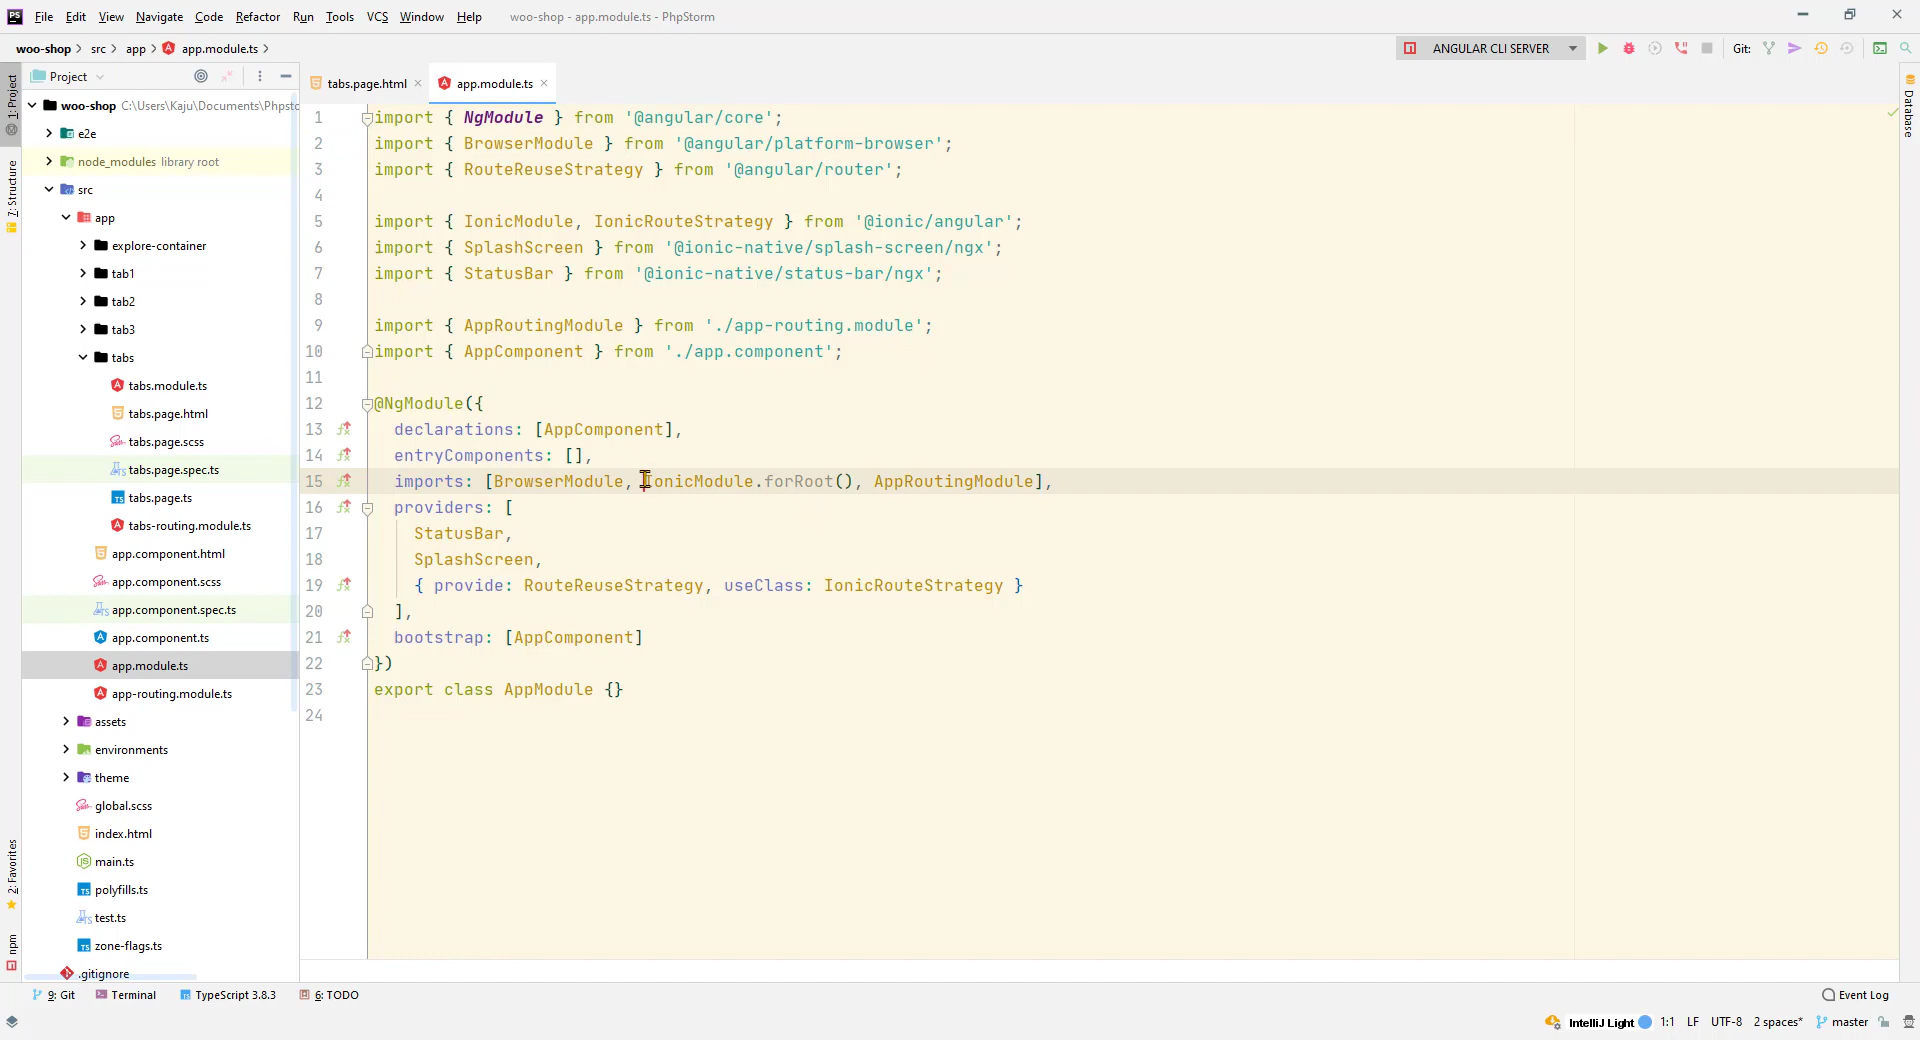 File Edit View Navigate Code Refactor Run Tools VCS Window Help woo-shop - app.module.ts - PhpStorm
woo-shop src app app.module.ts ANGULAR CLI SERVER Git:
Project
tabs.page.html app.module.ts
1: Project
7: Structure
2: Favorites
npm
Database
woo-shop C:\Users\Kaju\Documents\Phpsto
e2e
node_modules library root
src
app
explore-container
tab1
tab2
tab3
tabs
tabs.module.ts
tabs.page.html
tabs.page.scss
tabs.page.spec.ts
tabs.page.ts
tabs-routing.module.ts
app.component.html
app.component.scss
app.component.spec.ts
app.component.ts
app.module.ts
app-routing.module.ts
assets
environments
theme
global.scss
index.html
main.ts
polyfills.ts
test.ts
zone-flags.ts
.gitignore
1 import { NgModule } from '@angular/core';
2 import { BrowserModule } from '@angular/platform-browser';
3 import { RouteReuseStrategy } from '@angular/router';
4
5 import { IonicModule, IonicRouteStrategy } from '@ionic/angular';
6 import { SplashScreen } from '@ionic-native/splash-screen/ngx';
7 import { StatusBar } from '@ionic-native/status-bar/ngx';
8
9 import { AppRoutingModule } from './app-routing.module';
10 import { AppComponent } from './app.component';
11
12 @NgModule({
13 declarations: [AppComponent],
14 entryComponents: [],
15 imports: [BrowserModule, IonicModule.forRoot(), AppRoutingModule],
16 providers: [
17 StatusBar,
18 SplashScreen,
19 { provide: RouteReuseStrategy, useClass: IonicRouteStrategy }
20 ],
21 bootstrap: [AppComponent]
22 })
23 export class AppModule {}
24
9: Git Terminal TypeScript 3.8.3 6: TODO Event Log
IntelliJ Light 1:1 LF UTF-8 2 spaces* master